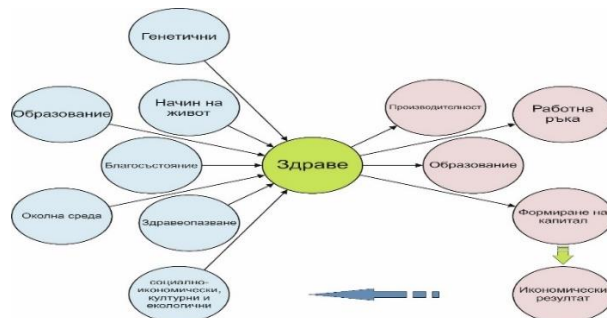 Генетични
Начин на
живот
Образование
Благосъстояние
Околна среда
Здравеопазване
социално-
икономически,
културни и
екологични
Здраве
Производителност
Работна
ръка
Образование
Формиране на
капитал
Икономически
резултат